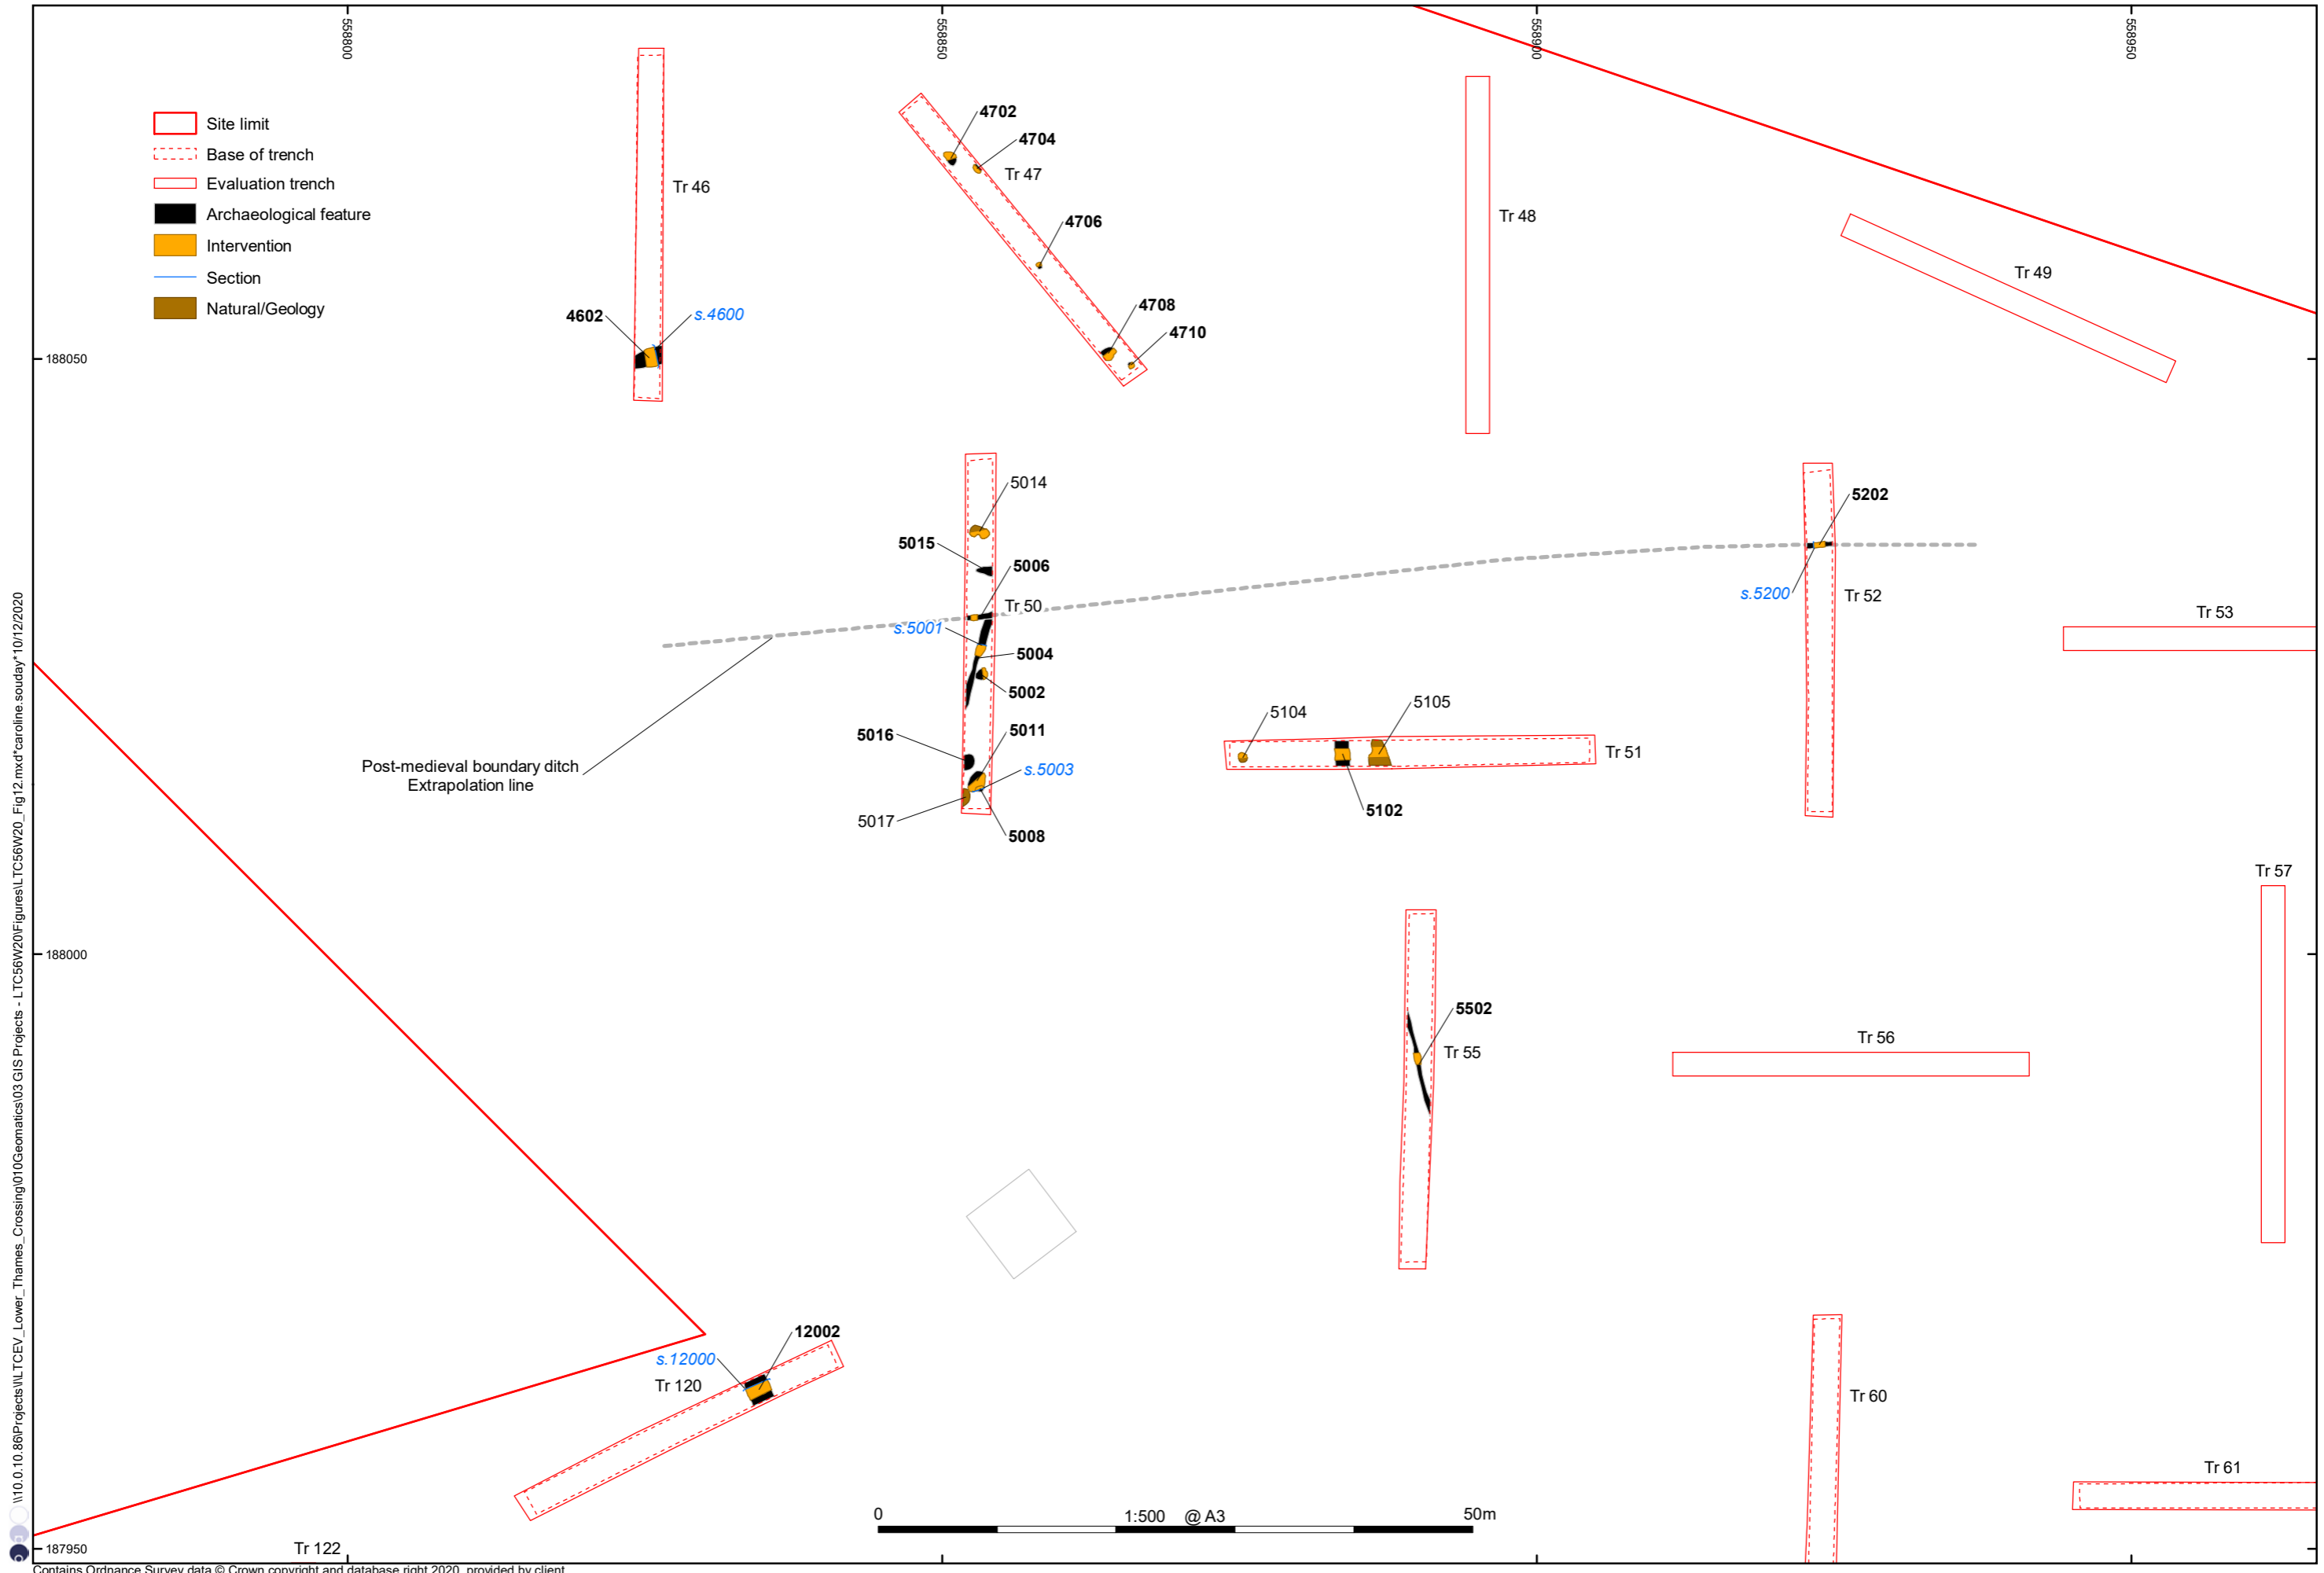 558800
558850
558900
558950
Site limit
Base of trench
Evaluation trench
Archaeological feature
Intervention
Section
Natural/Geology
Tr 46
4602
s.4600
4702
4704
Tr 47
4706
4708
4710
Tr 48
Tr 49
188050
5014
5015
5006
Tr 50
s.5001
5004
5002
5016
5011
s.5003
5017
5008
5202
s.5200
Tr 52
Tr 53
Post-medieval boundary ditch
Extrapolation line
5104
5105
Tr 51
5102
188000
Tr 57
5502
Tr 55
Tr 56
12002
s.12000
Tr 120
Tr 60
Tr 61
0
1:500 @ A3
50m
187950
Tr 122
Contains Ordnance Survey data © Crown copyright and database right 2020, provided by client
\\10.0.10.86\Projects\I\LTCEV_Lower_Thames_Crossing\010Geomatics\03 GIS Projects - LTC56W20\Figures\LTC56W20_Fig12.mxd*caroline.souday*10/12/2020